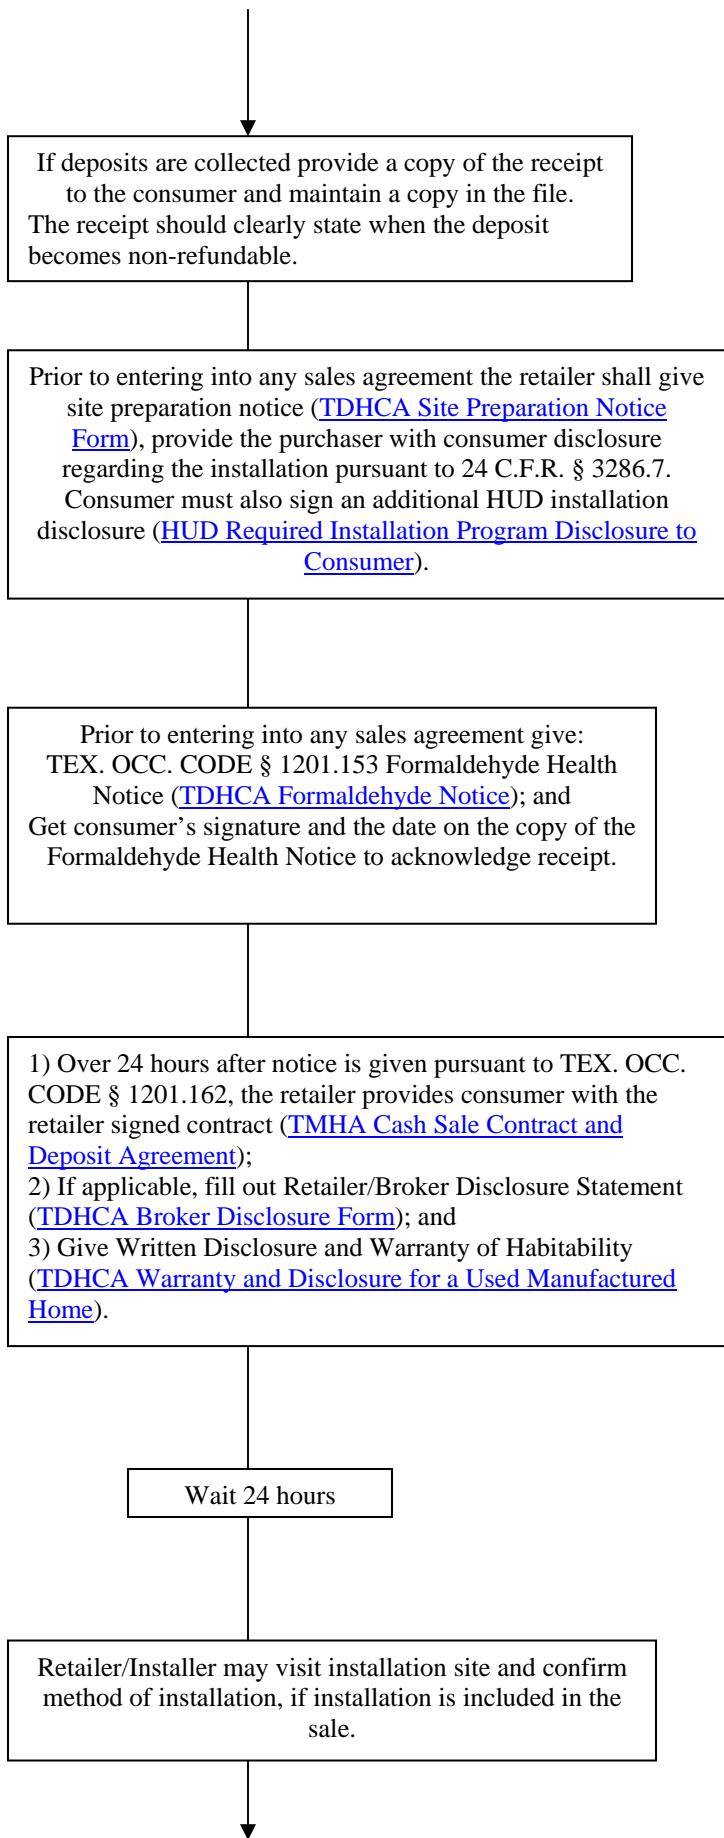 If deposits are collected provide a copy of the receipt
to the consumer and maintain a copy in the file.
The receipt should clearly state when the deposit
becomes non-refundable.
Prior to entering into any sales agreement the retailer shall give
site preparation notice (TDHCA Site Preparation Notice
Form), provide the purchaser with consumer disclosure
regarding the installation pursuant to 24 C.F.R. § 3286.7.
Consumer must also sign an additional HUD installation
disclosure (HUD Required Installation Program Disclosure to
Consumer).
Prior to entering into any sales agreement give:
TEX. OCC. CODE § 1201.153 Formaldehyde Health
Notice (TDHCA Formaldehyde Notice); and
Get consumer’s signature and the date on the copy of the
Formaldehyde Health Notice to acknowledge receipt.
1) Over 24 hours after notice is given pursuant to TEX. OCC.
CODE § 1201.162, the retailer provides consumer with the
retailer signed contract (TMHA Cash Sale Contract and
Deposit Agreement);
2) If applicable, fill out Retailer/Broker Disclosure Statement
(TDHCA Broker Disclosure Form); and
3) Give Written Disclosure and Warranty of Habitability
(TDHCA Warranty and Disclosure for a Used Manufactured
Home).
Wait 24 hours
Retailer/Installer may visit installation site and confirm
method of installation, if installation is included in the
sale.